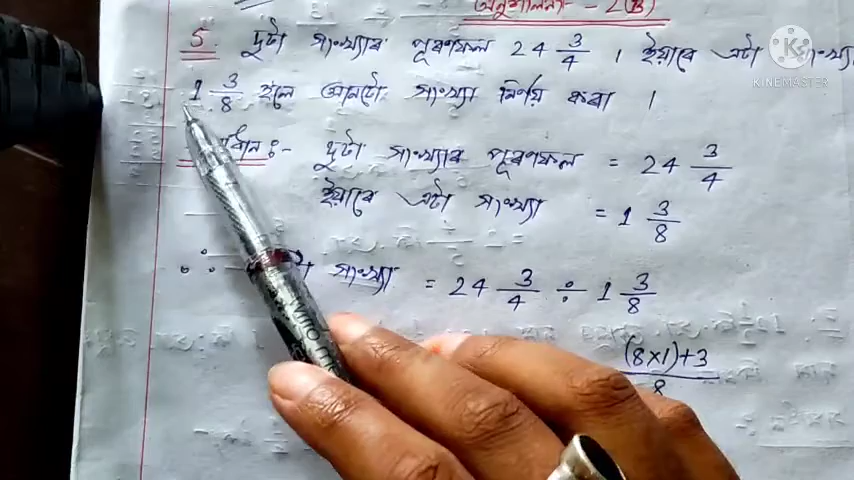 অনুশীলনী - 2(B)
5. দুটা সংখ্যাৰ পূৰণফল 24 3/4 । ইয়াৰে এটা সংখ্যা
1 3/8 হলে আনটো সংখ্যা নিৰ্ণয় কৰা ।
দুটা সংখ্যাৰ পূৰণফল = 24 3/4
ইয়াৰে এটা সংখ্যা = 1 3/8
∴ সংখ্যা = 24 3/4 ÷ 1 3/8
(8×1)+3/8
KINEMASTER